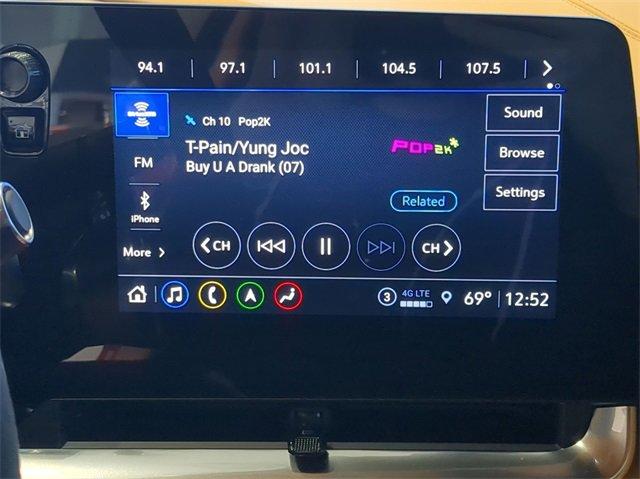 94.1 97.1 101.1 104.5 107.5
Ch 10 Pop2K
Sound
FM
T-Pain/Yung Joc
Buy U A Drank (07)
POP2K
Browse
iPhone
Related
Settings
More
CH
CH
3 4G LTE 69° 12:52